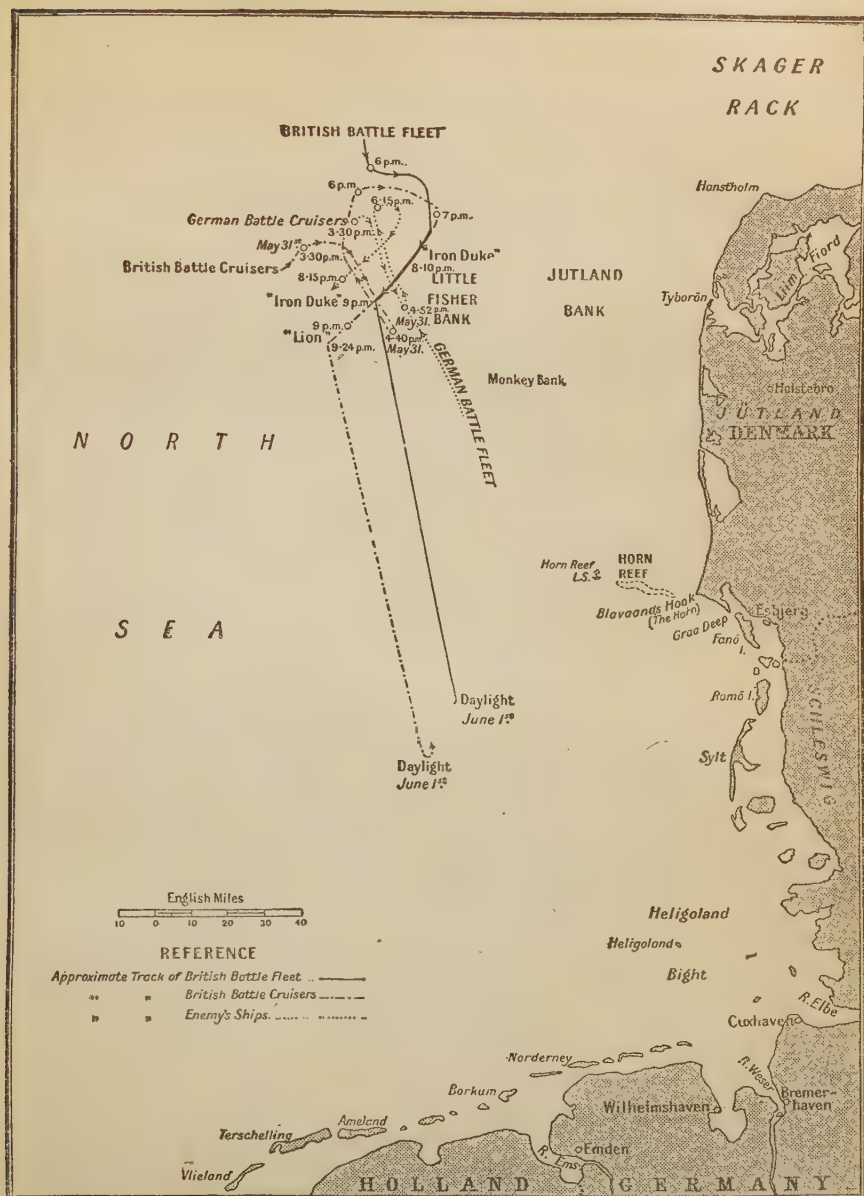 SKAGER
RACK
BRITISH BATTLE FLEET
6 p.m.
6 p.m.
6·15 p.m.
Hanstholm
German Battle Cruisers
7 p.m.
3·30 p.m.
May 31st
3·30 p.m.
"Iron Duke"
8·10 p.m.
British Battle Cruisers
8·15 p.m.
LITTLE
FISHER
BANK
JUTLAND
BANK
Liim Fiord
Tyborön
"Iron Duke" 9 p.m.
4·52 p.m.
May 31.
9 p.m.
"Lion"
9·24 p.m.
4·40 p.m.
May 31.
GERMAN BATTLE FLEET
Monkey Bank
Holstebro
JÜTLAND
DENMARK
NORTH
SEA
Horn Reef
L.S.
HORN
REEF
Blavaands Hook
(The Horn)
Graa Deep
Esbjerg
Fanö
I.
Romö I.
SCHLESWIG
Sylt
Daylight
June 1st
Daylight
June 1st
English Miles
10 0 10 20 30 40
REFERENCE
Approximate Track of British Battle Fleet ..
" " British Battle Cruisers
" " Enemy's Ships.
Heligoland
Heligoland
Bight
R. Elbe
Cuxhaven
Norderney
R. Weser
Borkum
Bremer-
haven
Wilhelmshaven
Ameland
Terschelling
Emden
R. Ems
Vlieland
HOLLAND
GERMANY